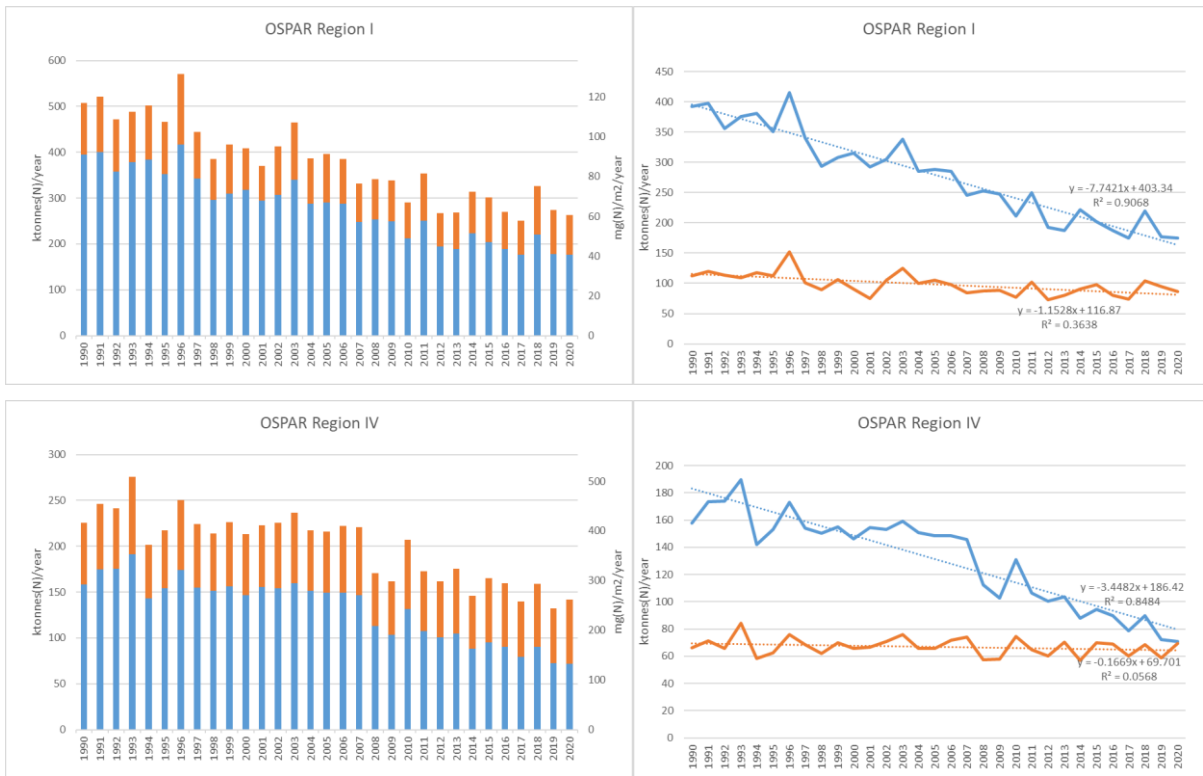 OSPAR Region I
600
500
400
300
200
100
0
ktonnes(N)/year
120
100
80
60
40
20
0
mg(N)/m2/year
1990 1991 1992 1993 1994 1995 1996 1997 1998 1999 2000 2001 2002 2003 2004 2005 2006 2007 2008 2009 2010 2011 2012 2013 2014 2015 2016 2017 2018 2019 2020
OSPAR Region I
450
400
350
300
250
200
150
100
50
0
ktonnes(N)/year
y = -7.7421x + 403.34
R² = 0.9068
y = -1.1528x + 116.87
R² = 0.3638
1990 1991 1992 1993 1994 1995 1996 1997 1998 1999 2000 2001 2002 2003 2004 2005 2006 2007 2008 2009 2010 2011 2012 2013 2014 2015 2016 2017 2018 2019 2020
OSPAR Region IV
300
250
200
150
100
50
0
ktonnes(N)/year
500
400
300
200
100
0
mg(N)/m2/year
1990 1991 1992 1993 1994 1995 1996 1997 1998 1999 2000 2001 2002 2003 2004 2005 2006 2007 2008 2009 2010 2011 2012 2013 2014 2015 2016 2017 2018 2019 2020
OSPAR Region IV
200
180
160
140
120
100
80
60
40
20
0
ktonnes(N)/year
y = -3.4482x + 186.42
R² = 0.8484
y = -0.1669x + 69.701
R² = 0.0568
1990 1991 1992 1993 1994 1995 1996 1997 1998 1999 2000 2001 2002 2003 2004 2005 2006 2007 2008 2009 2010 2011 2012 2013 2014 2015 2016 2017 2018 2019 2020